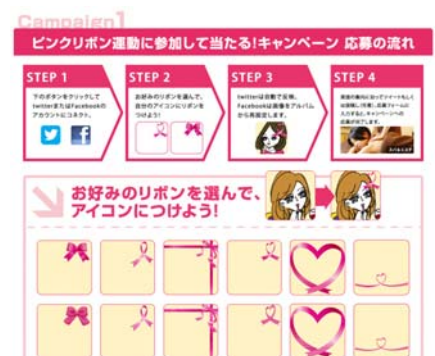 Campaign1
ピンクリボン運動に参加して当たる!キャンペーン 応募の流れ
STEP 1
下のボタンをクリックして
twitterまたはFacebookの
アカウントにコネクト。
STEP 2
お好みのリボンを選んで、
自分のアイコンにリボンを
つけよう!
STEP 3
twitterは自動で反映、
Facebookは画像をアルバム
から再設定します。
STEP 4
応募が完了します。
お好みのリボンを選んで、
アイコンにつけよう!